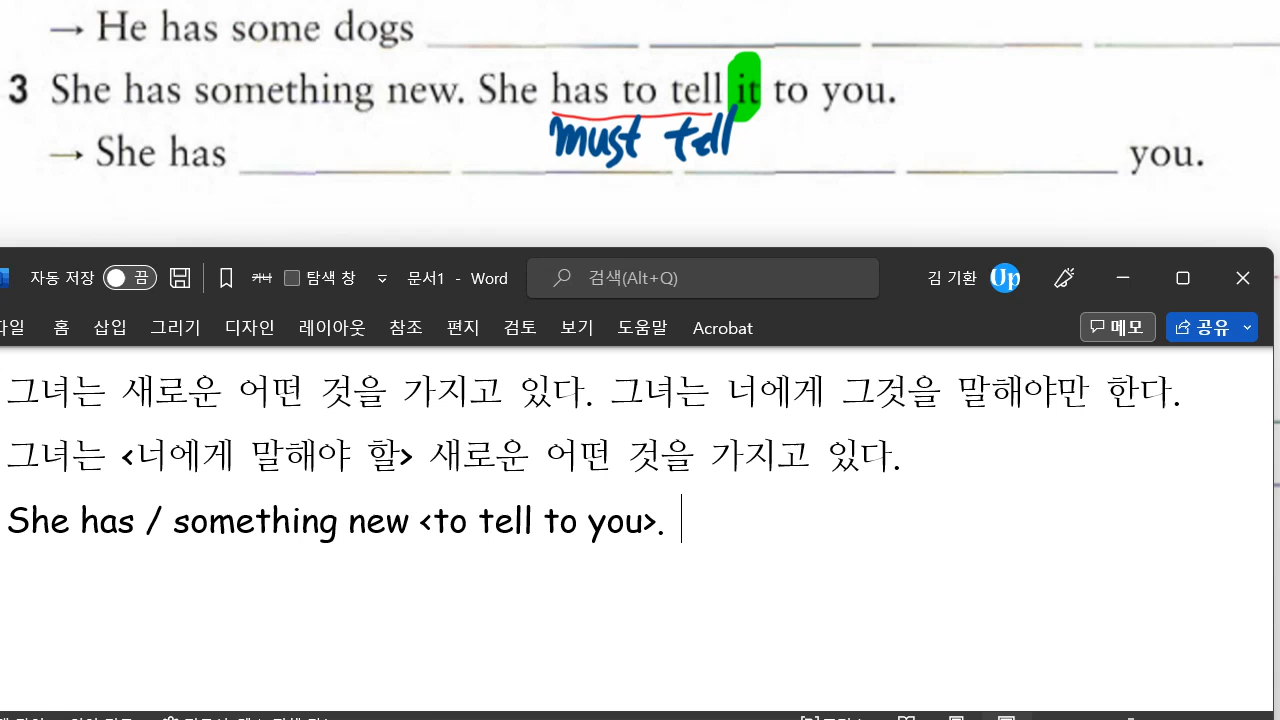 → He has some dogs
3 She has something new. She has to tell it to you.
must tell
→ She has you.
자동 저장 끔 가나 탐색 창 문서1 - Word 검색(Alt+Q) 김 기환 Up
파일 홈 삽입 그리기 디자인 레이아웃 참조 편지 검토 보기 도움말 Acrobat 메모 공유
그녀는 새로운 어떤 것을 가지고 있다. 그녀는 너에게 그것을 말해야만 한다.
그녀는 <너에게 말해야 할> 새로운 어떤 것을 가지고 있다.
She has / something new <to tell to you>.